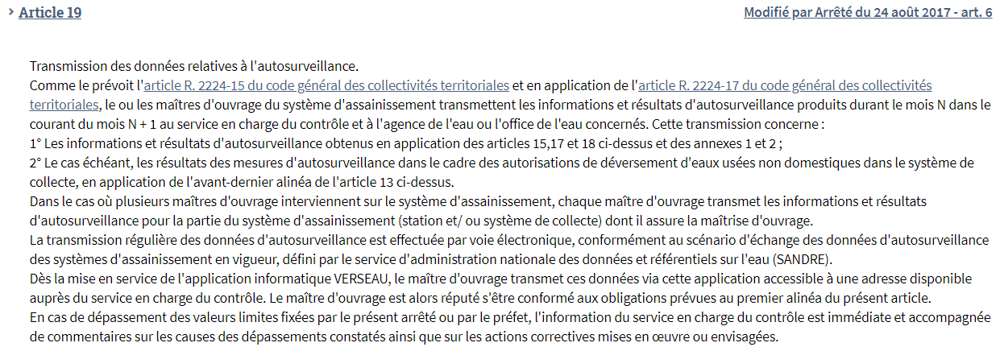 Article 19 Modifié par Arrêté du 24 août 2017 - art. 6
Transmission des données relatives à l'autosurveillance.
Comme le prévoit l'article R. 2224-15 du code général des collectivités territoriales et en application de l'article R. 2224-17 du code général des collectivités
territoriales, le ou les maîtres d'ouvrage du système d'assainissement transmettent les informations et résultats d'autosurveillance produits durant le mois N dans le
courant du mois N + 1 au service en charge du contrôle et à l'agence de l'eau ou l'office de l'eau concernés. Cette transmission concerne :
1° Les informations et résultats d'autosurveillance obtenus en application des articles 15,17 et 18 ci-dessus et des annexes 1 et 2 ;
2° Le cas échéant, les résultats des mesures d'autosurveillance dans le cadre des autorisations de déversement d'eaux usées non domestiques dans le système de
collecte, en application de l'avant-dernier alinéa de l'article 13 ci-dessus.
Dans le cas où plusieurs maîtres d'ouvrage interviennent sur le système d'assainissement, chaque maître d'ouvrage transmet les informations et résultats
d'autosurveillance pour la partie du système d'assainissement (station et/ ou système de collecte) dont il assure la maîtrise d'ouvrage.
La transmission régulière des données d'autosurveillance est effectuée par voie électronique, conformément au scénario d'échange des données d'autosurveillance
des systèmes d'assainissement en vigueur, défini par le service d'administration nationale des données et référentiels sur l'eau (SANDRE).
Dès la mise en service de l'application informatique VERSEAU, le maître d'ouvrage transmet ces données via cette application accessible à une adresse disponible
auprès du service en charge du contrôle. Le maître d'ouvrage est alors réputé s'être conformé aux obligations prévues au premier alinéa du présent article.
En cas de dépassement des valeurs limites fixées par le présent arrêté ou par le préfet, l'information du service en charge du contrôle est immédiate et accompagnée
de commentaires sur les causes des dépassements constatés ainsi que sur les actions correctives mises en œuvre ou envisagées.